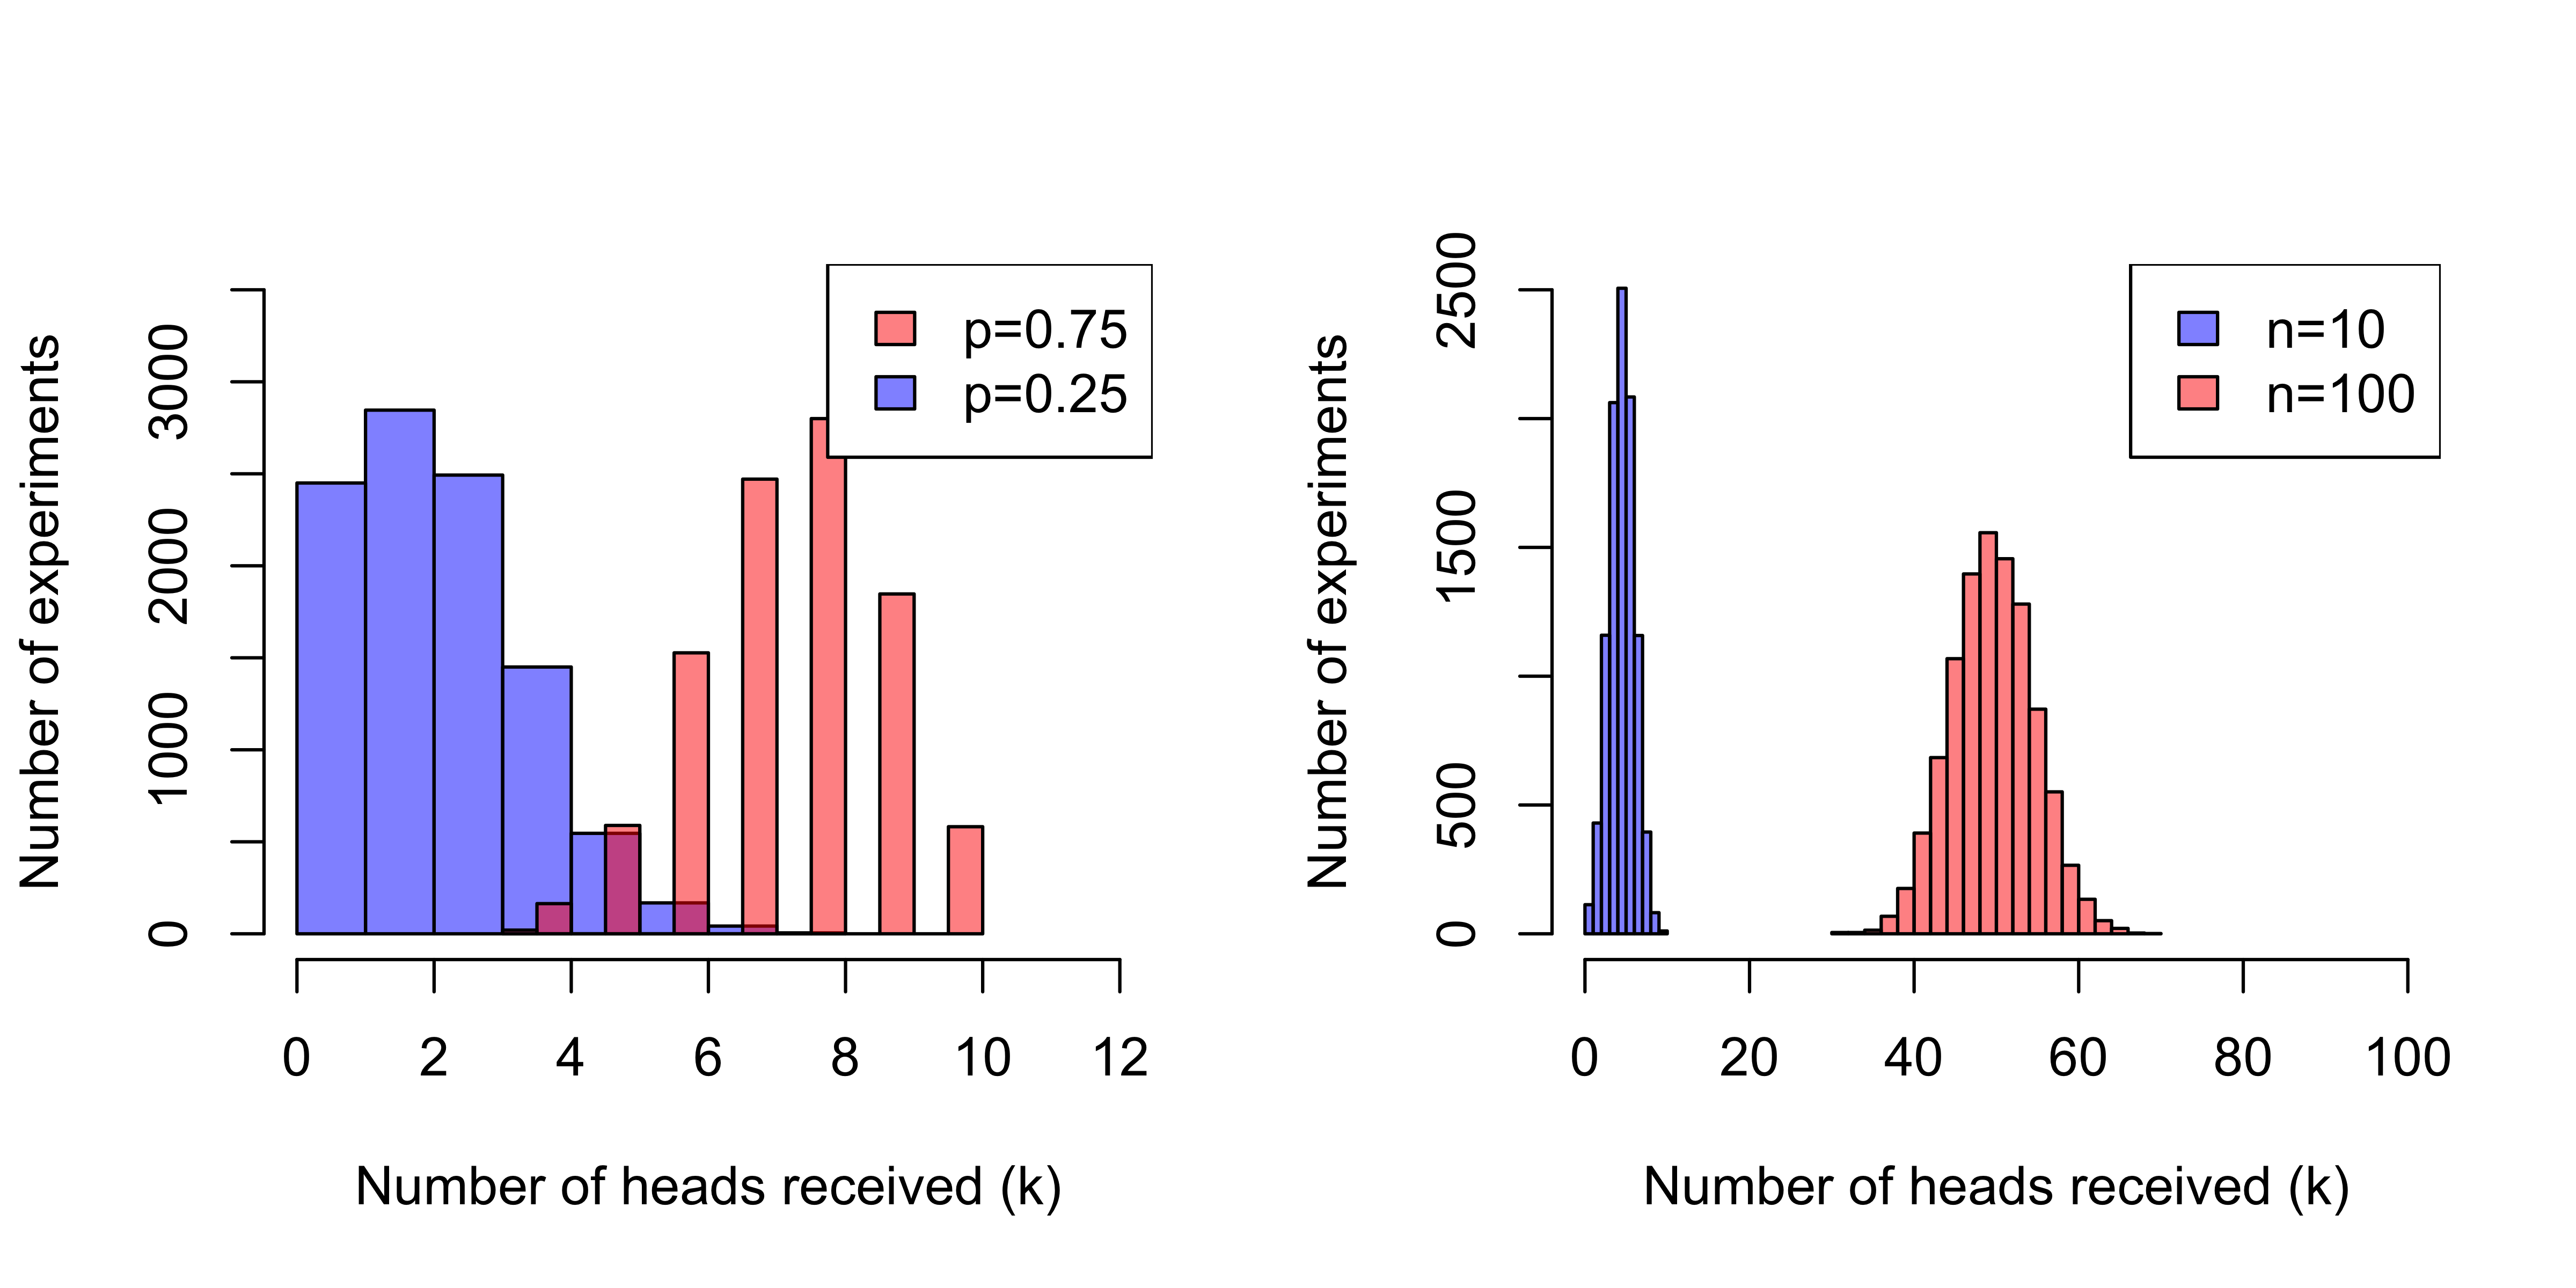 p=0.75
p=0.25
Number of experiments
0 1000 2000 3000
0 2 4 6 8 10 12
Number of heads received (k)
n=10
n=100
Number of experiments
0 500 1500 2500
0 20 40 60 80 100
Number of heads received (k)